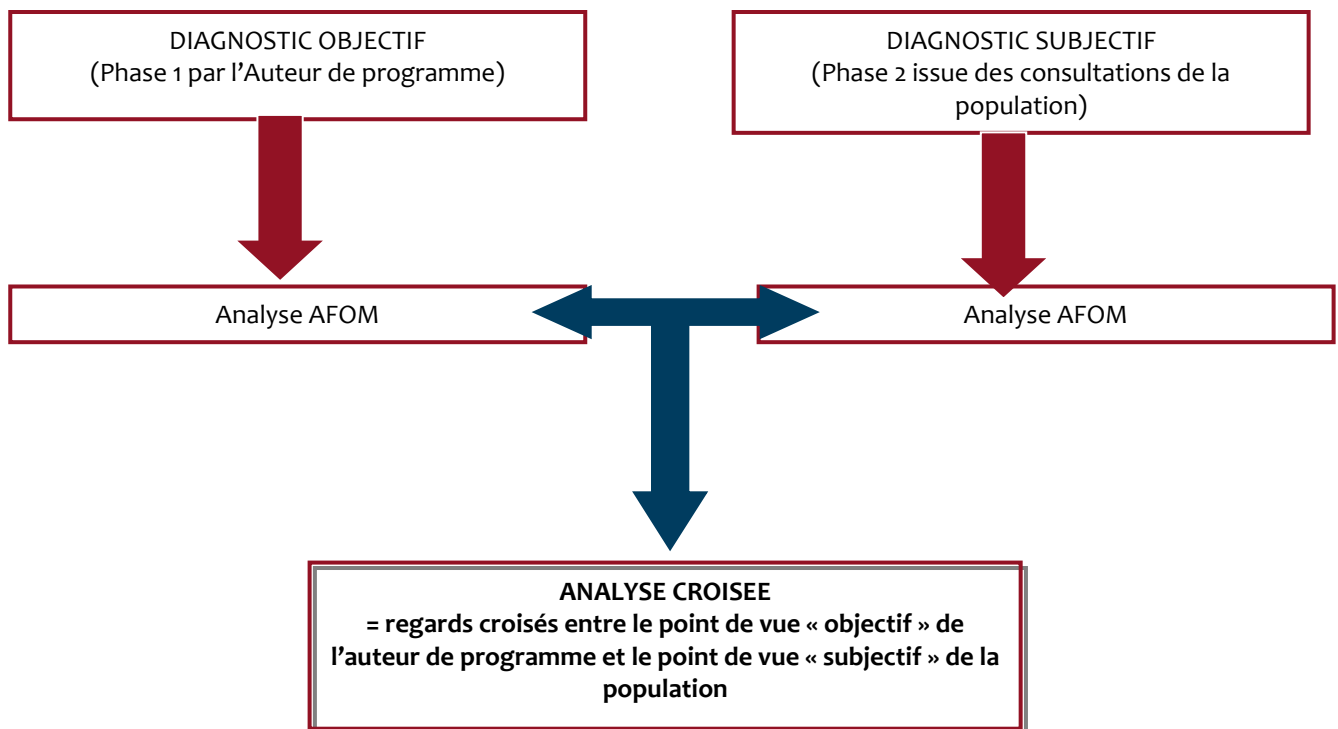 DIAGNOSTIC OBJECTIF
(Phase 1 par l’Auteur de programme)
DIAGNOSTIC SUBJECTIF
(Phase 2 issue des consultations de la
population)
Analyse AFOM
Analyse AFOM
ANALYSE CROISEE
= regards croisés entre le point de vue « objectif » de
l’auteur de programme et le point de vue « subjectif » de la
population